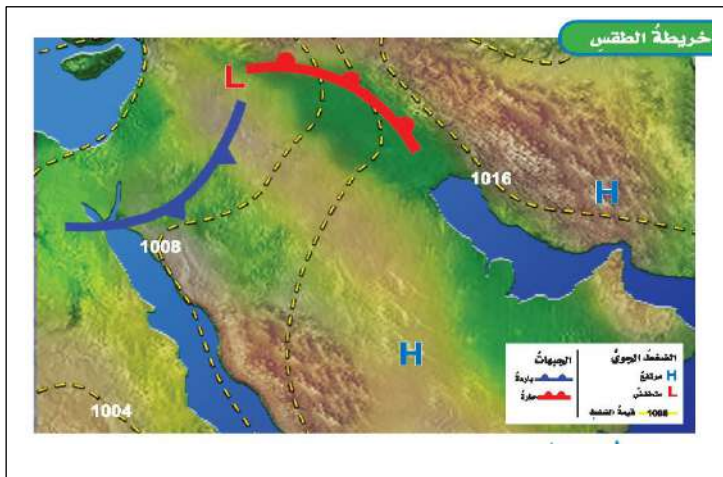 خريطةُ الطقسِ
L
1016
H
1008
H
1004
الضغطُ الجويُّ
H مرتفعٌ
L منخفضٌ
1008 قيمةُ الضغطِ
الجبهاتُ
باردةٌ
حارةٌ